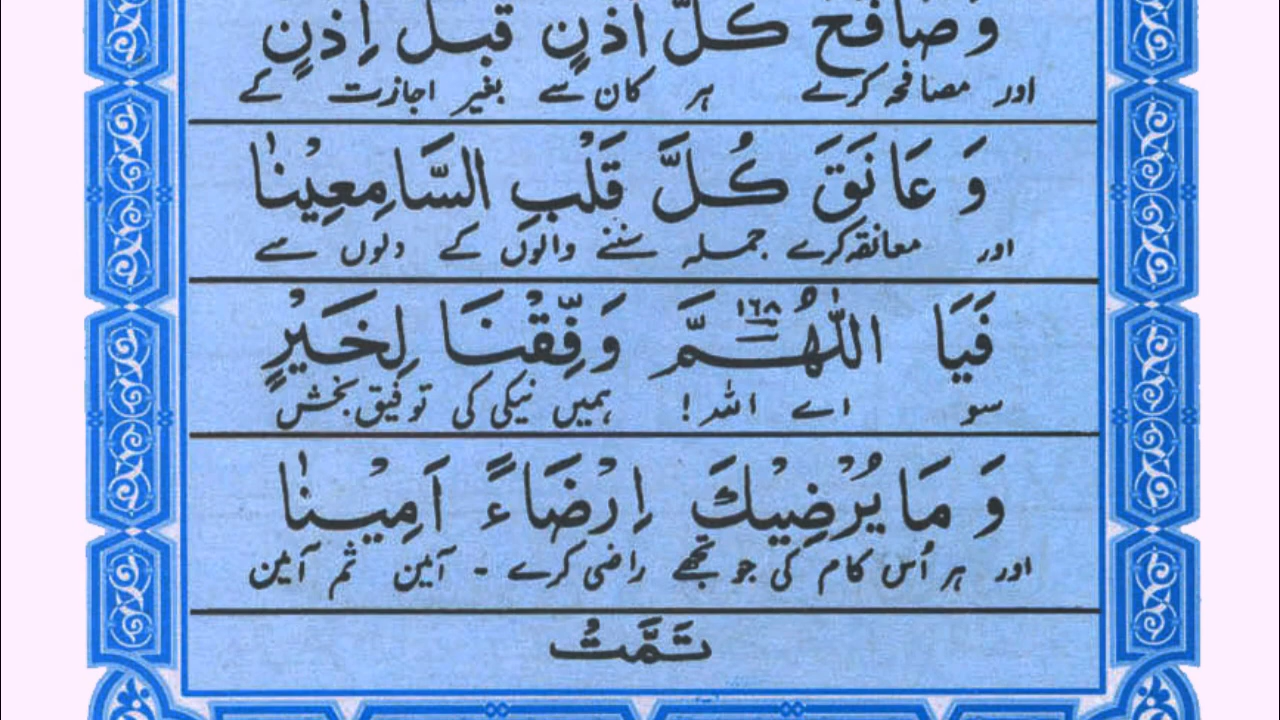 وَصَافَحَ كُلَّ اُذْنٍ قَبْلَ اِذْنٍ
اور مصافحہ کرے ہر کان سے بغیر اجازت کے
وَ عَانَقَ كُلَّ قَلْبِ السَّامِعِيْنَا
اور معانقہ کرے جملہ سننے والوں کے دلوں سے
فَيَا اللّٰهُمَّ وَفِّقْنَا لِخَيْرٍ
۱۶۸
سو اے اللہ! ہمیں نیکی کی توفیق بخش
وَ مَا يُرْضِيْكَ اِرْضَاءً اَمِيْنَا
اور ہر اُس کام کی جو تجھے راضی کرے - آمین ثم آمین
تَمَّتُ